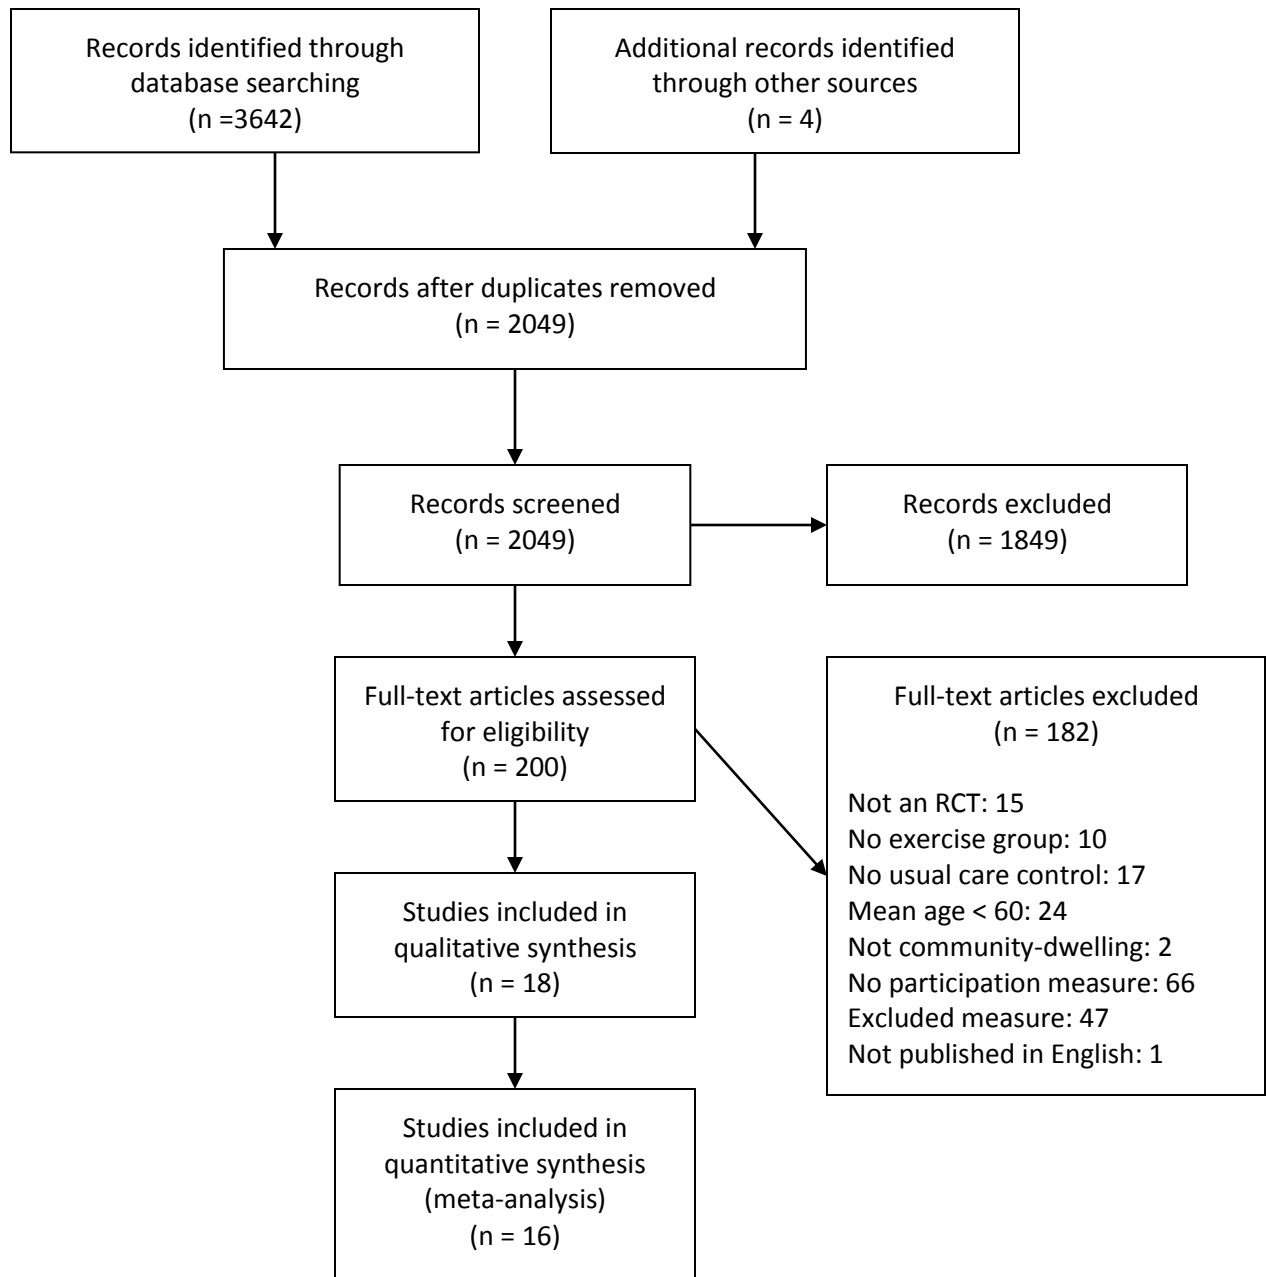 Records identified through
database searching
(n =3642)
Additional records identified
through other sources
(n = 4)
Records after duplicates removed
(n = 2049)
Records screened
(n = 2049)
Records excluded
(n = 1849)
Full-text articles assessed
for eligibility
(n = 200)
Full-text articles excluded
(n = 182)
Not an RCT: 15
No exercise group: 10
No usual care control: 17
Mean age < 60: 24
Not community-dwelling: 2
No participation measure: 66
Excluded measure: 47
Not published in English: 1
Studies included in
qualitative synthesis
(n = 18)
Studies included in
quantitative synthesis
(meta-analysis)
(n = 16)